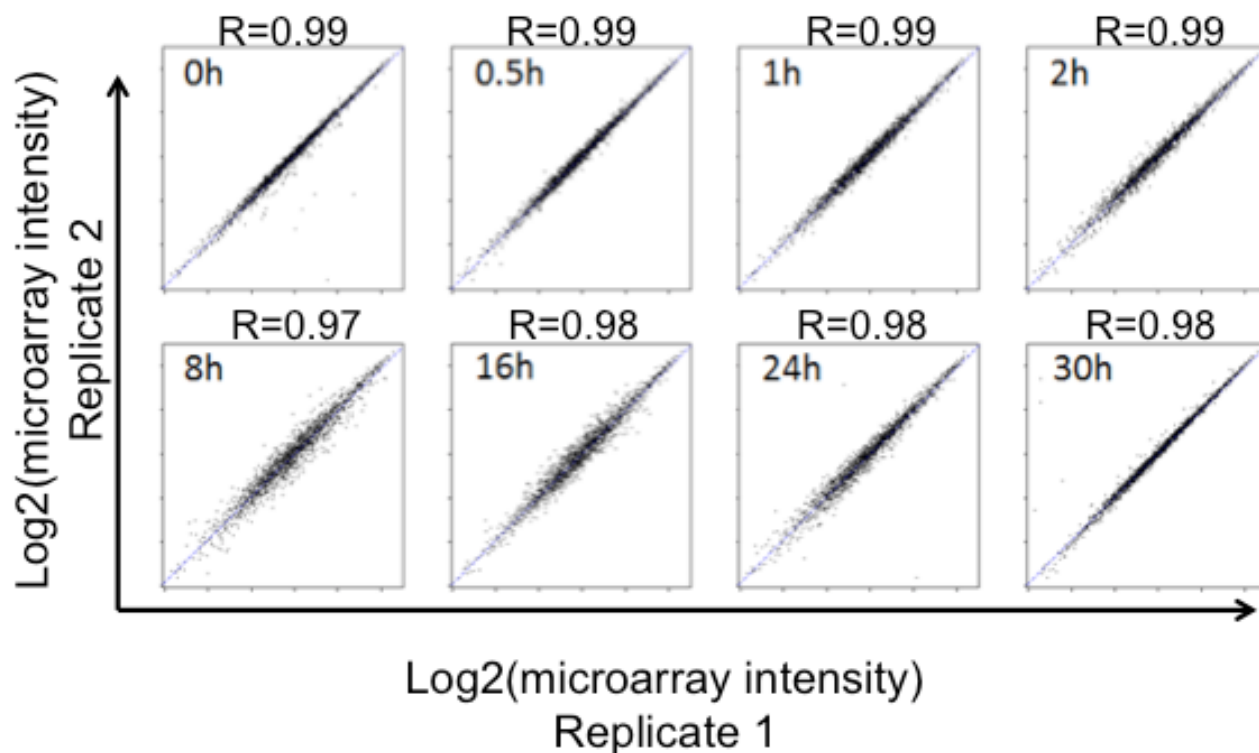 R=0.99 R=0.99 R=0.99 R=0.99
0h 0.5h 1h 2h
R=0.97 R=0.98 R=0.98 R=0.98
8h 16h 24h 30h
Log2(microarray intensity)
Replicate 2
Log2(microarray intensity)
Replicate 1